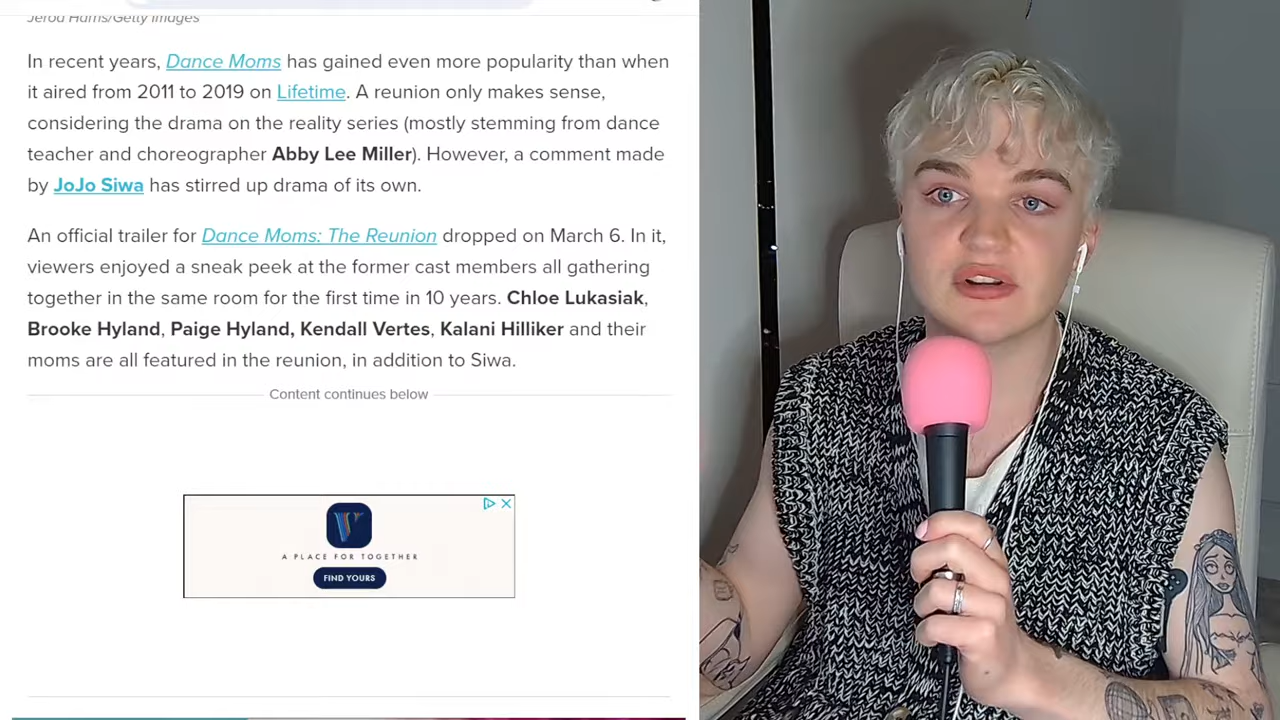 Jerod Harris/Getty Images
In recent years, Dance Moms has gained even more popularity than when
it aired from 2011 to 2019 on Lifetime. A reunion only makes sense,
considering the drama on the reality series (mostly stemming from dance
teacher and choreographer Abby Lee Miller). However, a comment made
by JoJo Siwa has stirred up drama of its own.
An official trailer for Dance Moms: The Reunion dropped on March 6. In it,
viewers enjoyed a sneak peek at the former cast members all gathering
together in the same room for the first time in 10 years. Chloe Lukasiak,
Brooke Hyland, Paige Hyland, Kendall Vertes, Kalani Hilliker and their
moms are all featured in the reunion, in addition to Siwa.
Content continues below
A PLACE FOR TOGETHER
FIND YOURS